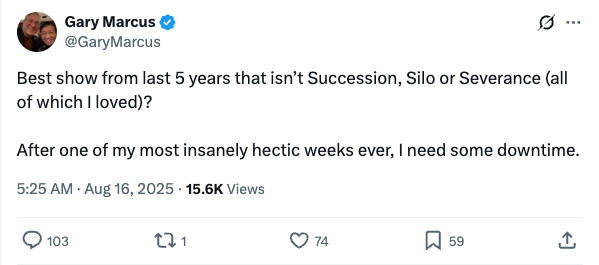 Gary Marcus
@GaryMarcus
Best show from last 5 years that isn’t Succession, Silo or Severance (all
of which I loved)?
After one of my most insanely hectic weeks ever, I need some downtime.
5:25 AM · Aug 16, 2025 · 15.6K Views
103 1 74 59